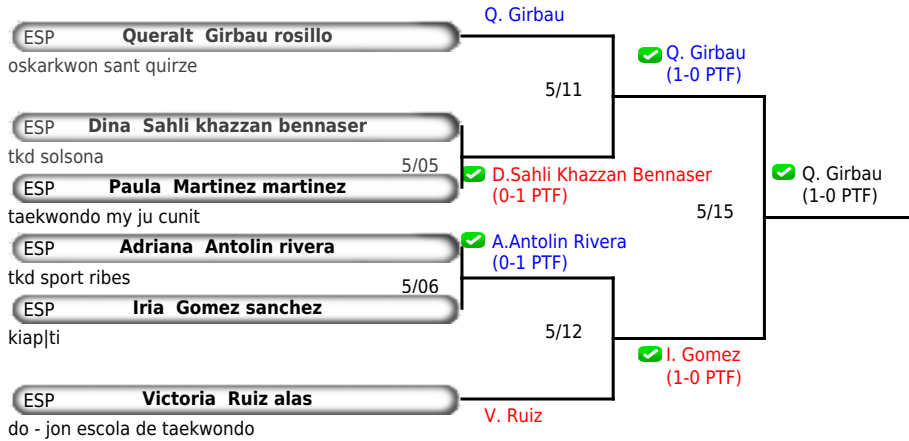 Q. Girbau
ESP Queralt Girbau rosillo
oskarkwon sant quirze
Q. Girbau
(1-0 PTF)
5/11
ESP Dina Sahli khazzan bennaser
tkd solsona
5/05
D.Sahli Khazzan Bennaser
(0-1 PTF)
ESP Paula Martinez martinez
taekwondo my ju cunit
Q. Girbau
(1-0 PTF)
5/15
ESP Adriana Antolin rivera
A.Antolin Rivera
(0-1 PTF)
tkd sport ribes
5/06
ESP Iria Gomez sanchez
kiap|ti
5/12
I. Gomez
(1-0 PTF)
ESP Victoria Ruiz alas
V. Ruiz
do - jon escola de taekwondo